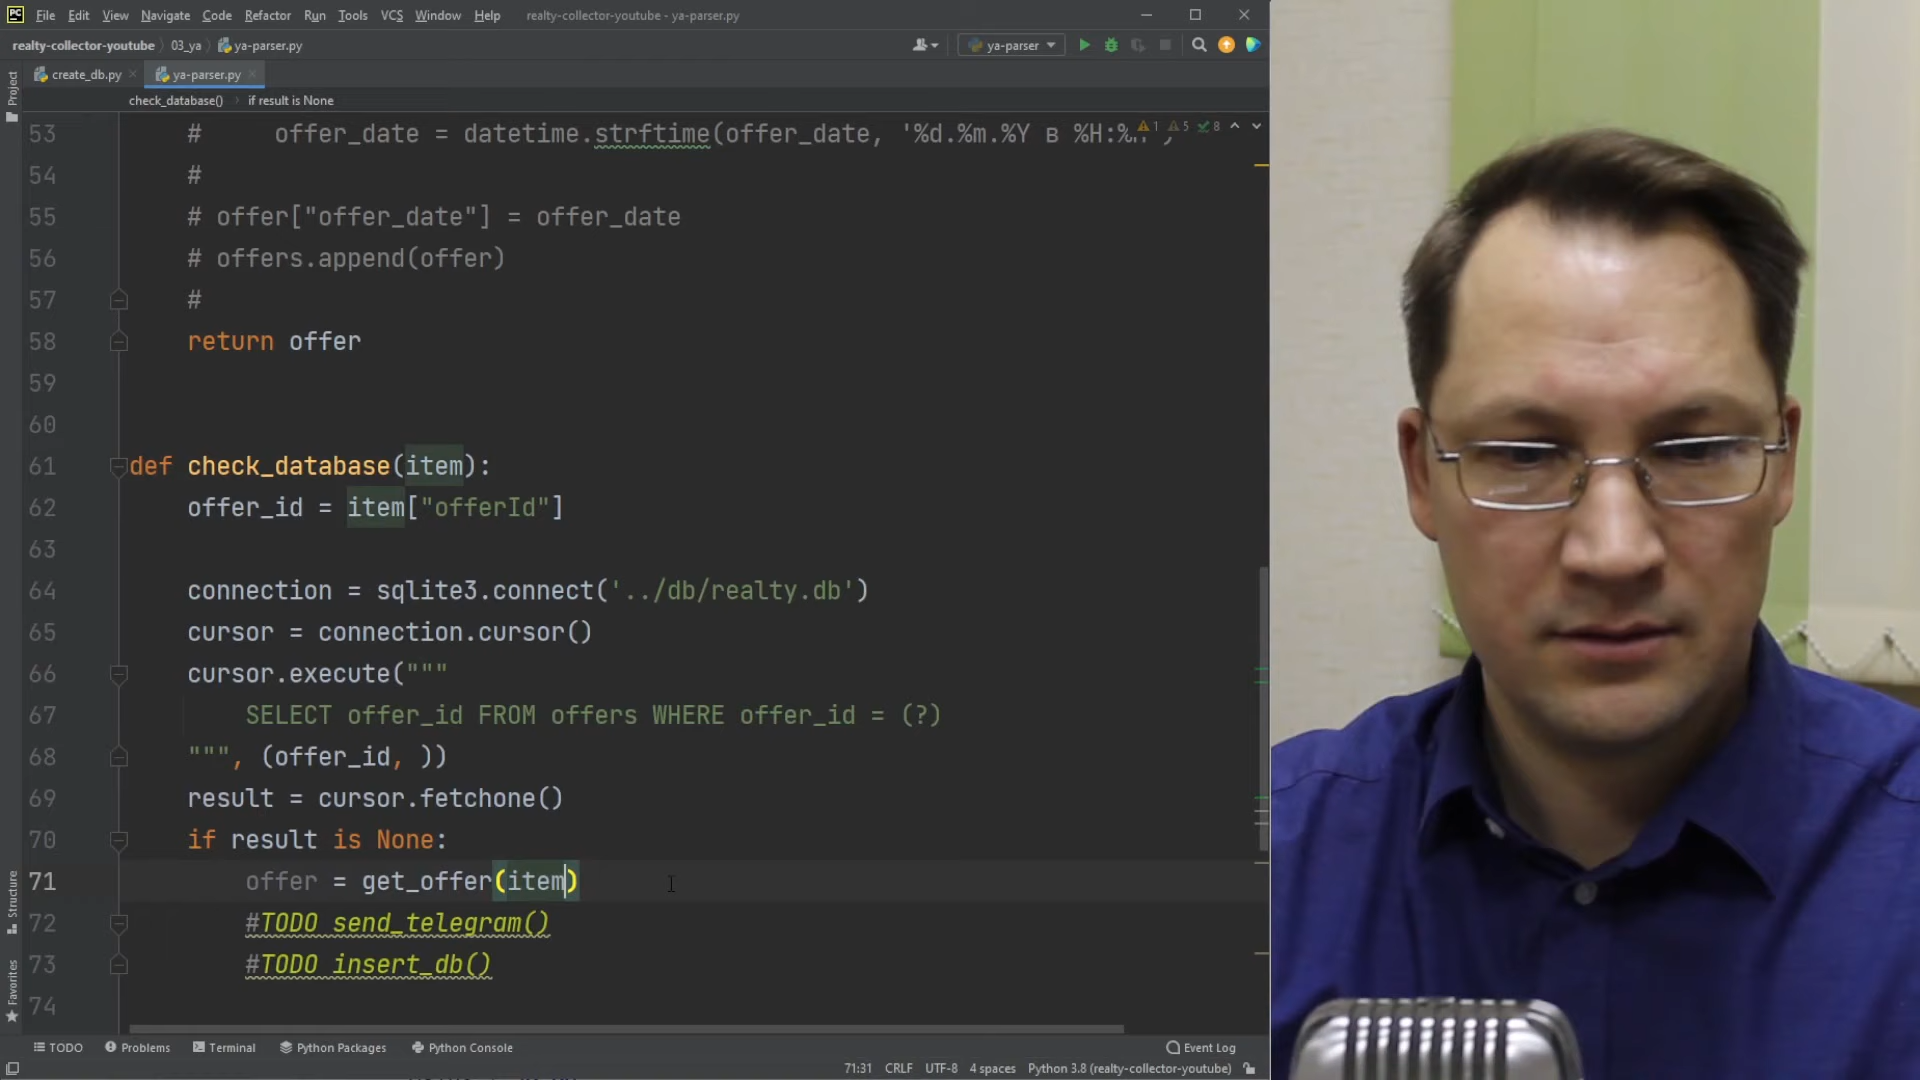 File Edit View Navigate Code Refactor Run Tools VCS Window Help realty-collector-youtube - ya-parser.py
realty-collector-youtube 03_ya ya-parser.py ya-parser
create_db.py ya-parser.py
check_database() if result is None
Project
Structure
Favorites
1 5 8
53 # offer_date = datetime.strftime(offer_date, '%d.%m.%Y в %H:%
54 #
55 # offer["offer_date"] = offer_date
56 # offers.append(offer)
57 #
58 return offer
59
60
61 def check_database(item):
62 offer_id = item["offerId"]
63
64 connection = sqlite3.connect('../db/realty.db')
65 cursor = connection.cursor()
66 cursor.execute("""
67 SELECT offer_id FROM offers WHERE offer_id = (?)
68 """, (offer_id, ))
69 result = cursor.fetchone()
70 if result is None:
71 offer = get_offer(item)
72 #TODO send_telegram()
73 #TODO insert_db()
74
TODO Problems Terminal Python Packages Python Console Event Log
71:31 CRLF UTF-8 4 spaces Python 3.8 (realty-collector-youtube)